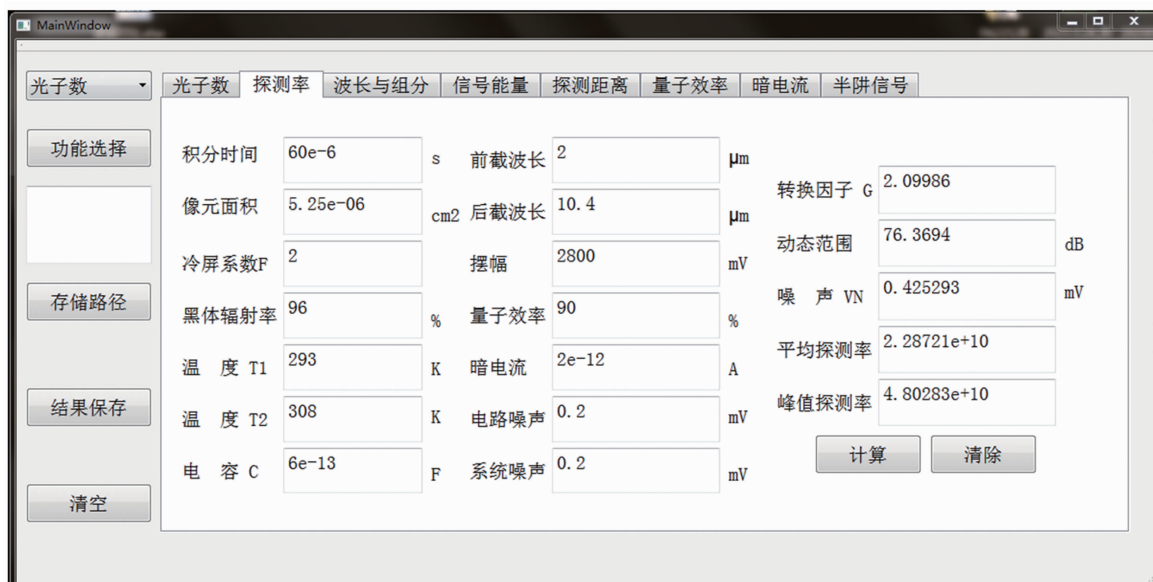 MainWindow
光子数
光子数 探测率 波长与组分 信号能量 探测距离 量子效率 暗电流 半阱信号
功能选择
存储路径
结果保存
清空
积分时间 60e-6 s
像元面积 5.25e-06 cm2
冷屏系数F 2
黑体辐射率 96 %
温 度 T1 293 K
温 度 T2 308 K
电 容 C 6e-13 F
前截波长 2 μm
后截波长 10.4 μm
摆幅 2800 mV
量子效率 90 %
暗电流 2e-12 A
电路噪声 0.2 mV
系统噪声 0.2 mV
转换因子 G 2.09986
动态范围 76.3694 dB
噪 声 VN 0.425293 mV
平均探测率 2.28721e+10
峰值探测率 4.80283e+10
计算 清除